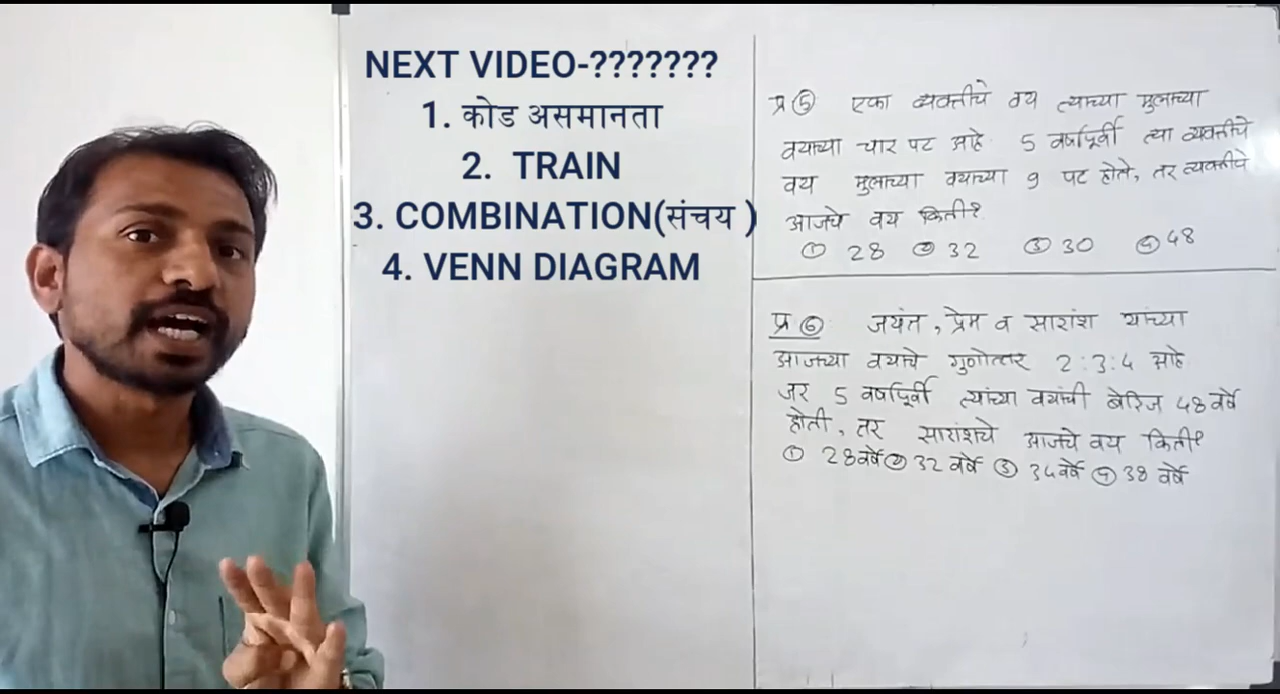 NEXT VIDEO-???????
1. कोड असमानता
2. TRAIN
3. COMBINATION(संचय )
4. VENN DIAGRAM
प्र ⑤ एका व्यक्तीचे वय त्याच्या मुलाच्या
वयाच्या चार पट आहे. 5 वर्षापूर्वी त्या व्यक्तीचे
वय मुलाच्या वयाच्या 9 पट होते, तर व्यक्तीचे
आजचे वय किती?
① 28 ② 32 ③ 30 ④ 48
प्र ⑥ जयंत, प्रेम व सारांश यांच्या
आजच्या वयाचे गुणोत्तर 2:3:4 आहे.
जर 5 वर्षापूर्वी त्यांच्या वयांची बेरिज 48 वर्षे
होती, तर सारांशचे आजचे वय किती?
① 28 वर्षे ② 32 वर्षे ③ 34 वर्षे ④ 38 वर्षे